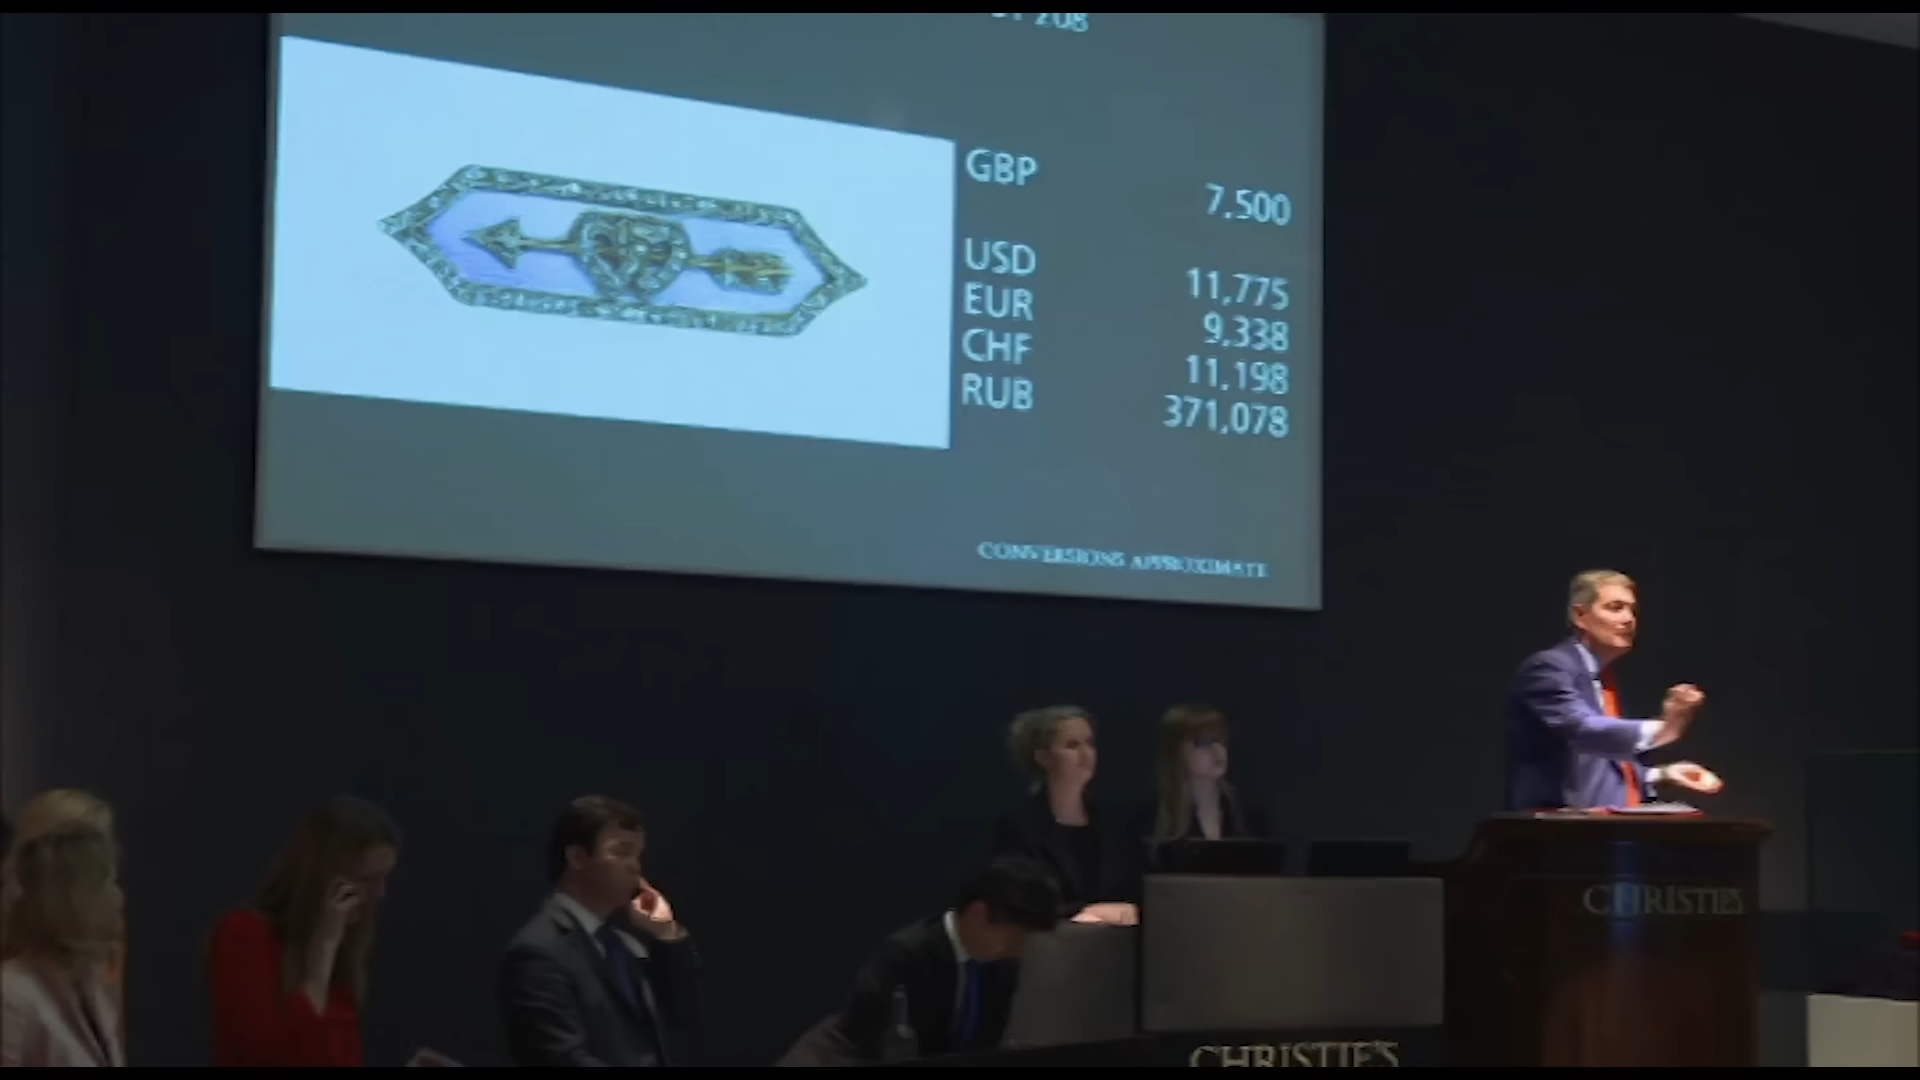 208
GBP 7,500
USD 11,775
EUR 9,338
CHF 11,198
RUB 371,078
CONVERSIONS APPROXIMATE
CHRISTIE'S
CHRISTIE'S